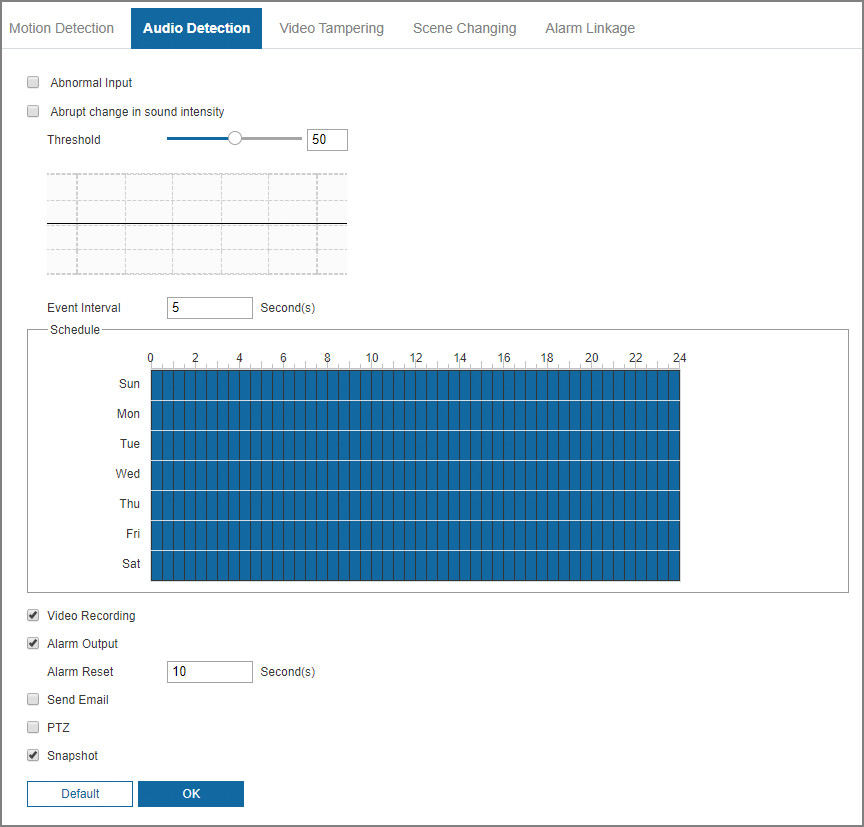 Motion Detection Audio Detection Video Tampering Scene Changing Alarm Linkage
Abnormal Input
Abrupt change in sound intensity
Threshold 50
Event Interval 5 Second(s)
Schedule
0 2 4 6 8 10 12 14 16 18 20 22 24
Sun
Mon
Tue
Wed
Thu
Fri
Sat
Video Recording
Alarm Output
Alarm Reset 10 Second(s)
Send Email
PTZ
Snapshot
Default OK